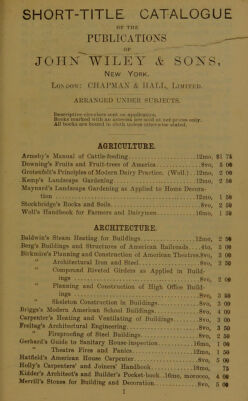 SHORT-TITLE CATALOGUE
OF THE
PUBLICATIONS
OF
JOHN WILEY & SONS,
NEW YORK.
LONDON: CHAPMAN & HALL, LIMITED.
ARRANGED UNDER SUBJECTS.
Descriptive circulars sent on application.
Books marked with an asterisk are sold at net prices only.
All books are bound in cloth unless otherwise stated.
AGRICULTURE.
Armsby's Manual of Cattle-feeding 12mo, $1 75
Downing's Fruits and Fruit-trees of America 8vo, 5 00
Grotenfelt's Principles of Modern Dairy Practice. (Woll.) 12mo, 2 00
Kemp's Landscape Gardening 12mo, 2 50
Maynard's Landscape Gardening as Applied to Home Decora-
tion 12mo, 1 50
Stockbridge's Rocks and Soils 8vo, 2 50
Woll's Handbook for Farmers and Dairymen 16mo, 1 50
ARCHITECTURE.
Baldwin's Steam Heating for Buildings 12mo, 2 50
Berg's Buildings and Structures of American Railroads 4to, 5 00
Birkmire's Planning and Construction of American Theatres. 8vo, 3 00
" Architectural Iron and Steel 8vo, 3 50
" Compound Riveted Girders as Applied in Build-
ings 8vo, 2 00
" Planning and Construction of High Office Build-
ings 8vo, 3 50
" Skeleton Construction in Buildings 8vo, 3 00
Briggs's Modern American School Buildings 8vo, 4 00
Carpenter's Heating and Ventilating of Buildings 8vo, 3 00
Freitag's Architectural Engineering 8vo,
" Fireproofing of Steel Buildings 8vo, 2 50
Gerhard's Guide to Sanitary House-inspection 16mo, 1 00
" Theatre Fires and Panics 12mo, 1 50
Hatfield's American House Carpenter 8vo, 5 00
Holly's Carpenters' and Joiners' Handbook 18mo, 75
Kidder's Architect's and Builder's Pocket-book 16mo, morocco, 4 00
Merrill's Stones for Building and Decoration 8vo, 5 00
1